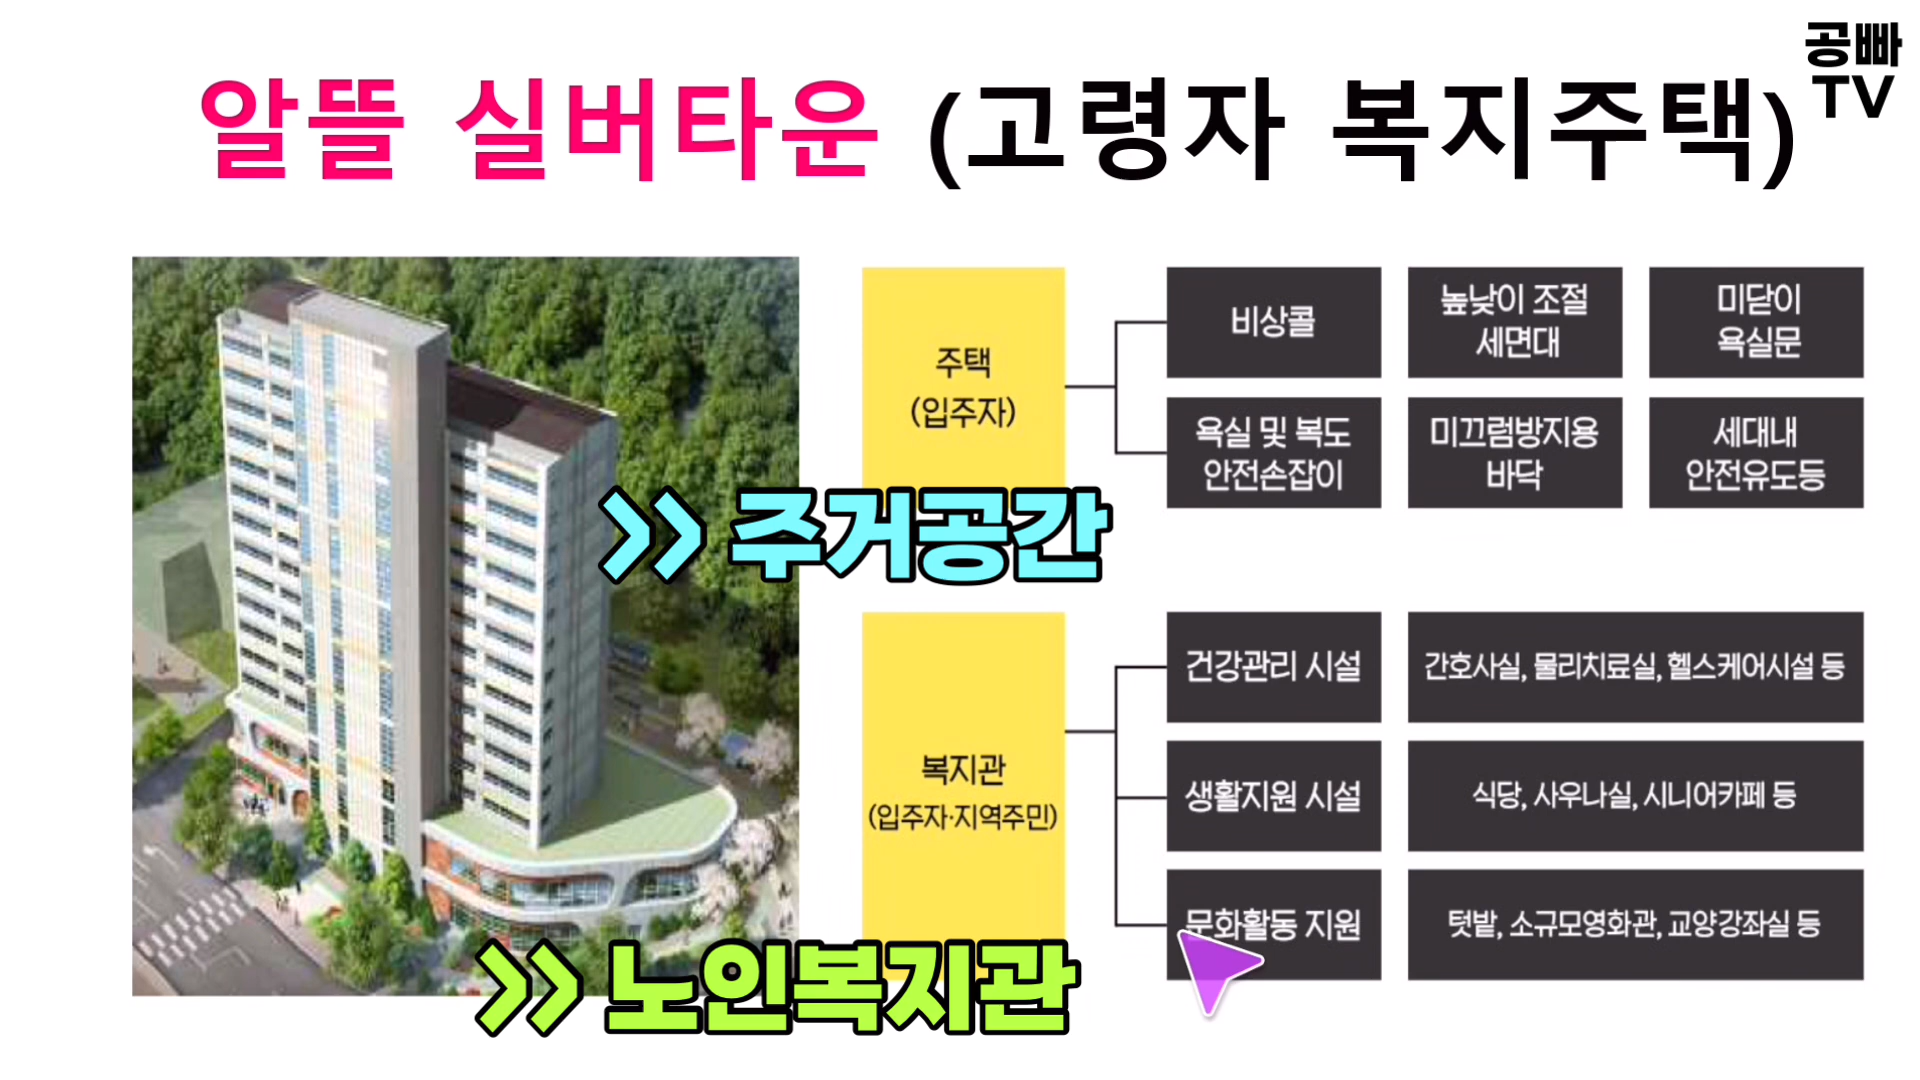 공빠
TV
알뜰 실버타운 (고령자 복지주택)
주택
(입주자)
비상콜
높낮이 조절
세면대
미닫이
욕실문
욕실 및 복도
안전손잡이
미끄럼방지용
바닥
세대내
안전유도등
>> 주거공간
복지관
(입주자·지역주민)
건강관리 시설
간호사실, 물리치료실, 헬스케어시설 등
생활지원 시설
식당, 사우나실, 시니어카페 등
문화활동 지원
텃밭, 소규모영화관, 교양강좌실 등
>> 노인복지관